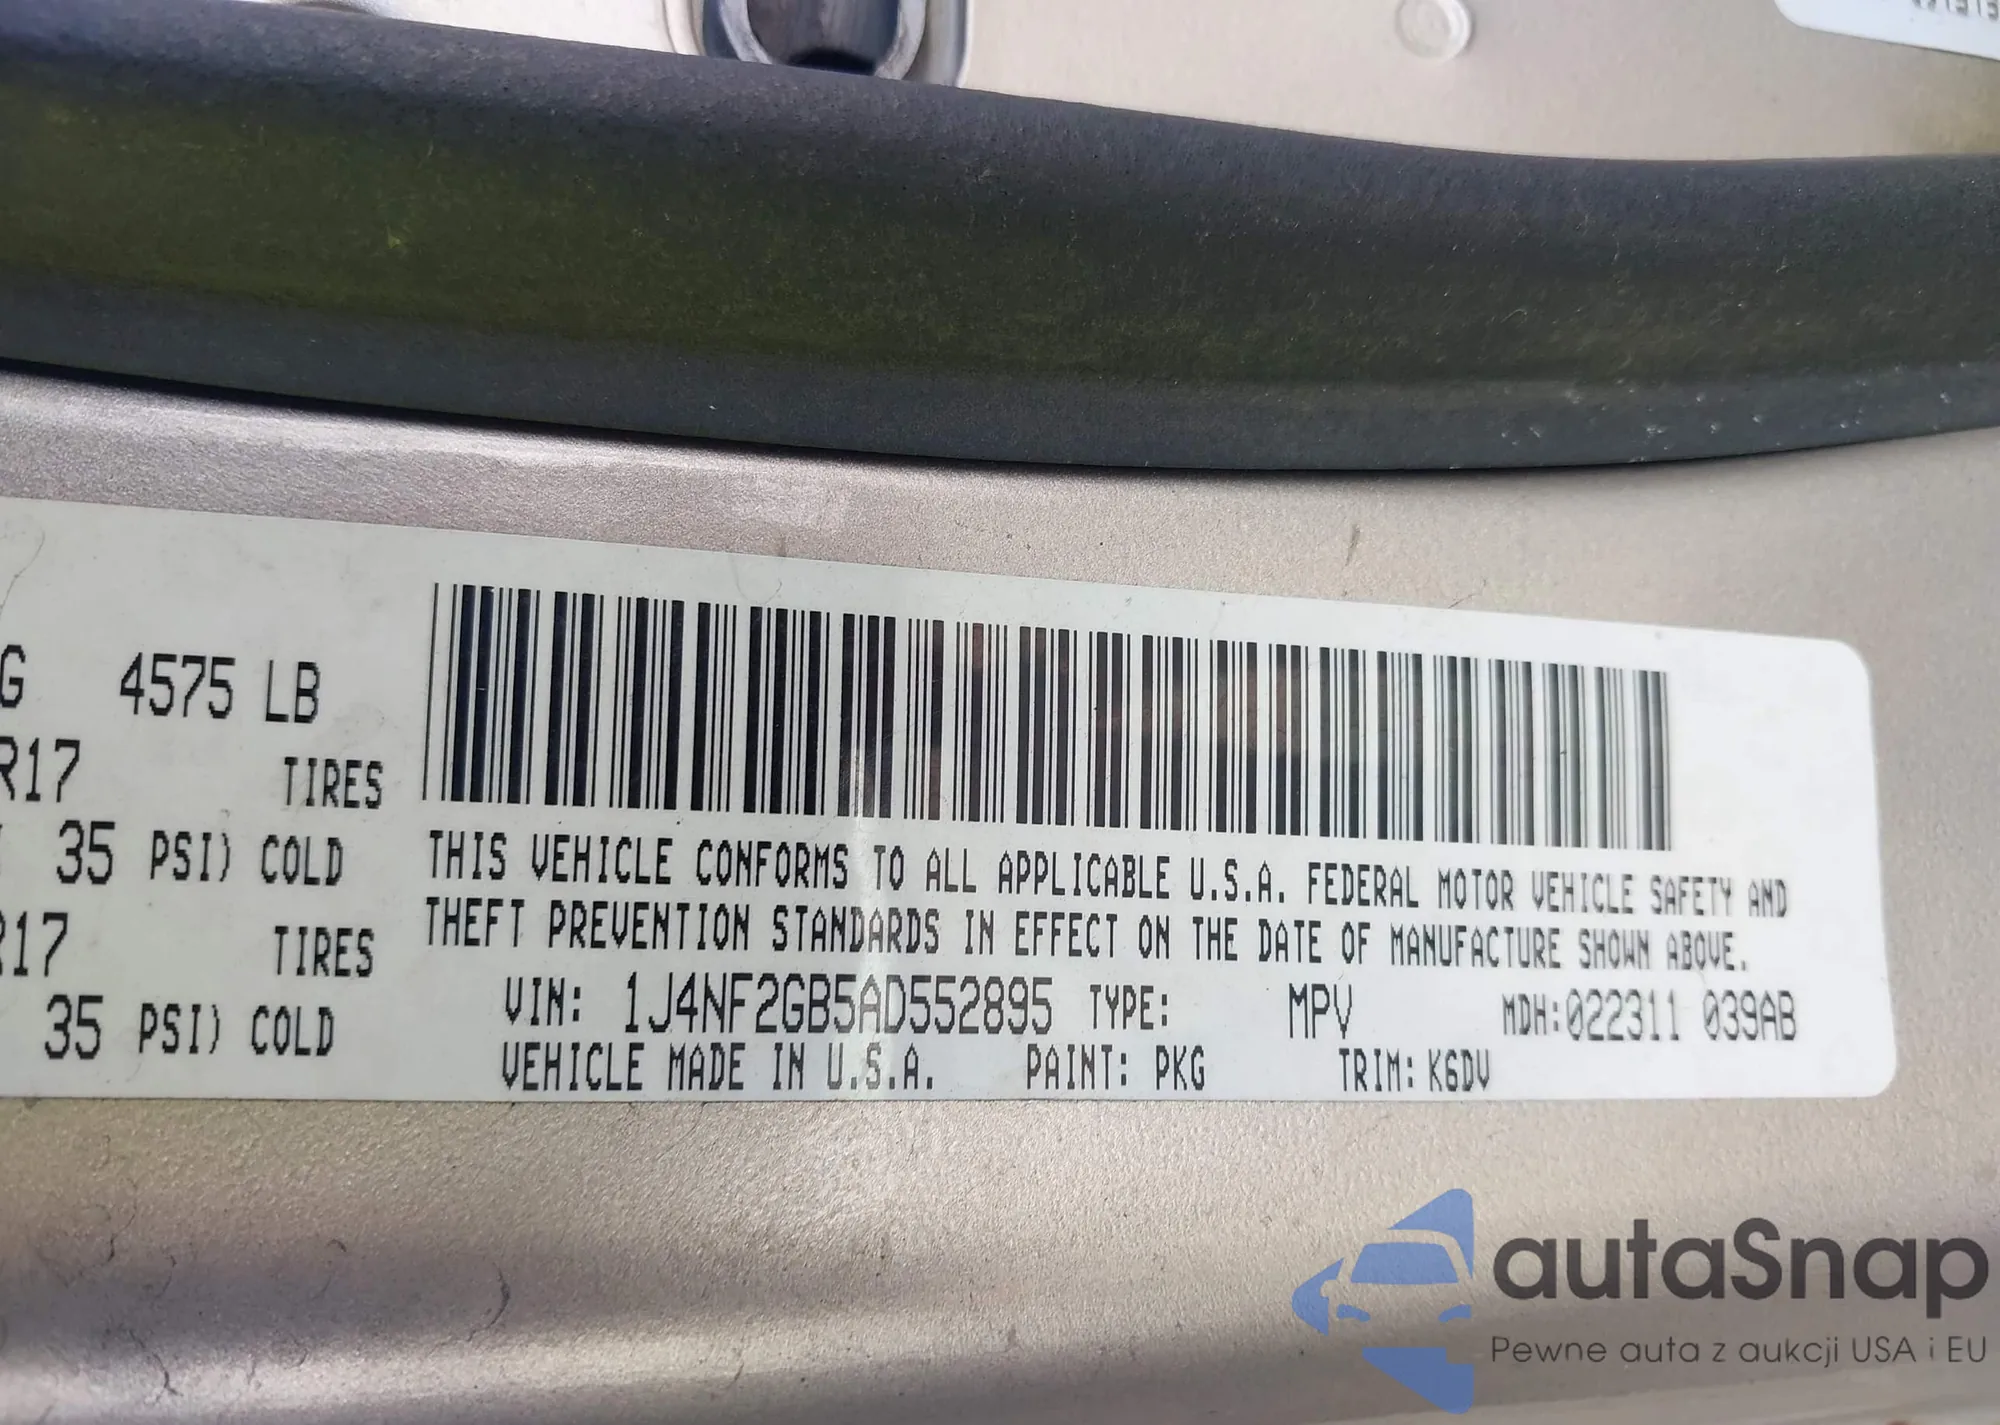 G 4575 LB
R17 TIRES
35 PSI) COLD
R17 TIRES
35 PSI) COLD
THIS VEHICLE CONFORMS TO ALL APPLICABLE U.S.A. FEDERAL MOTOR VEHICLE SAFETY AND
THEFT PREVENTION STANDARDS IN EFFECT ON THE DATE OF MANUFACTURE SHOWN ABOVE.
VIN: 1J4NF2GB5AD552895 TYPE: MPV MDH:022311 039AB
VEHICLE MADE IN U.S.A. PAINT: PKG TRIM: K6DV
autaSnap
Pewne auta z aukcji USA i EU